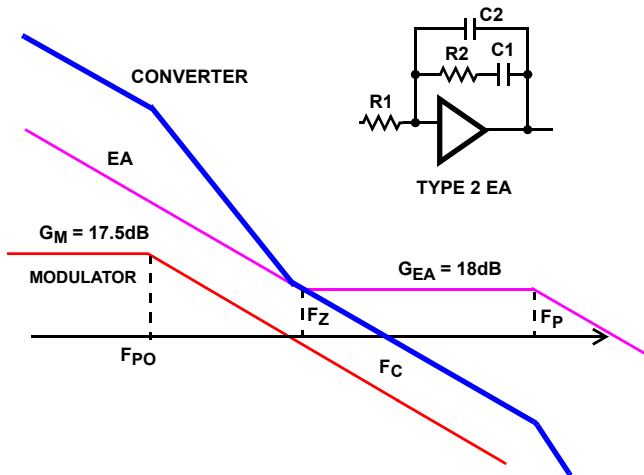 C2
CONVERTER
R2
C1
R1
EA
TYPE 2 EA
GM = 17.5dB
GEA = 18dB
MODULATOR
FZ
FP
FPO
FC